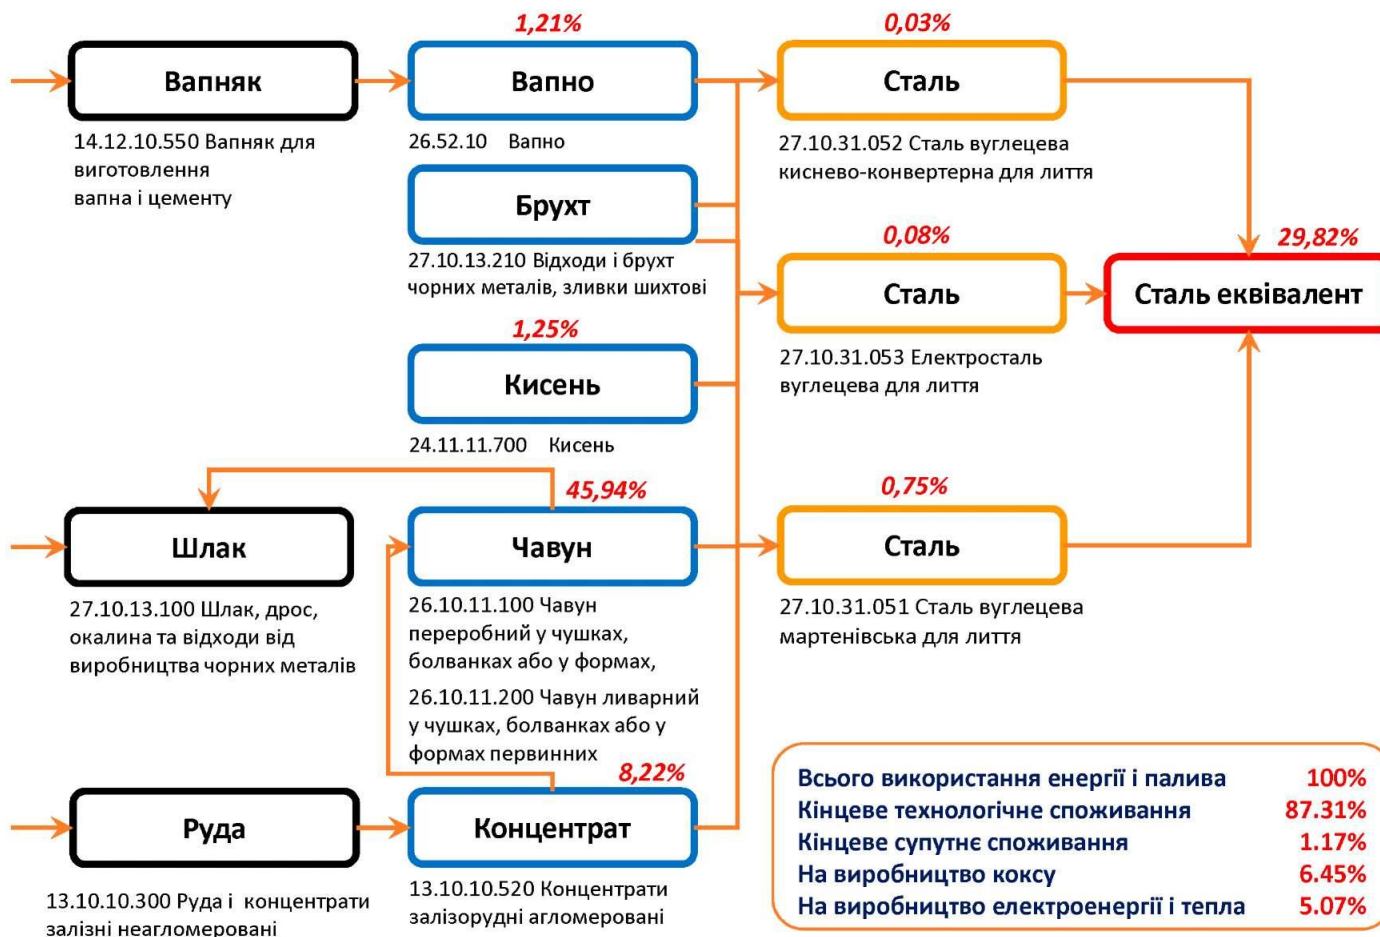 1,21%
0,03%
Вапняк
Вапно
Сталь
14.12.10.550 Вапняк для
виготовлення
вапна і цементу
26.52.10 Вапно
27.10.31.052 Сталь вуглецева
киснево-конвертерна для лиття
Брухт
27.10.13.210 Відходи і брухт
чорних металів, зливки шихтові
0,08%
Сталь
27.10.31.053 Електросталь
вуглецева для лиття
29,82%
Сталь еквівалент
1,25%
Кисень
24.11.11.700 Кисень
45,94%
0,75%
Шлак
Чавун
Сталь
27.10.13.100 Шлак, дрос,
окалина та відходи від
виробництва чорних металів
26.10.11.100 Чавун
переробний у чушках,
болванках або у формах,
26.10.11.200 Чавун ливарний
у чушках, болванках або у
формах первинних
27.10.31.051 Сталь вуглецева
мартенівська для лиття
8,22%
Руда
Концентрат
13.10.10.300 Руда і концентрати
залізні неагломеровані
13.10.10.520 Концентрати
залізорудні агломеровані
Всього використання енергії і палива 100%
Кінцеве технологічне споживання 87.31%
Кінцеве супутнє споживання 1.17%
На виробництво коксу 6.45%
На виробництво електроенергії і тепла 5.07%